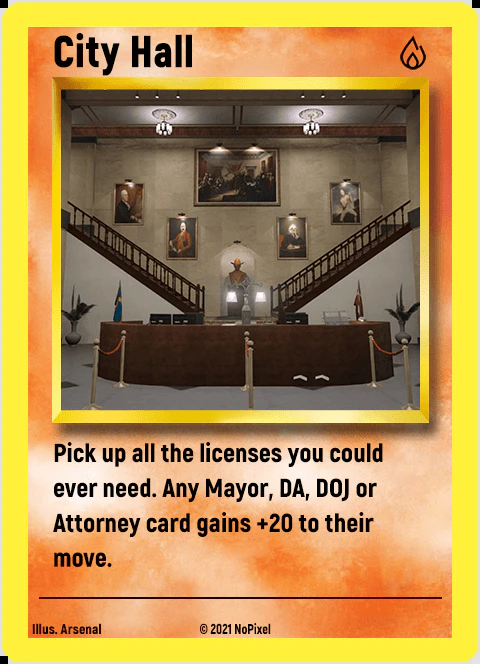 City Hall
Pick up all the licenses you could
ever need. Any Mayor, DA, DOJ or
Attorney card gains +20 to their
move.
Illus. Arsenal © 2021 NoPixel